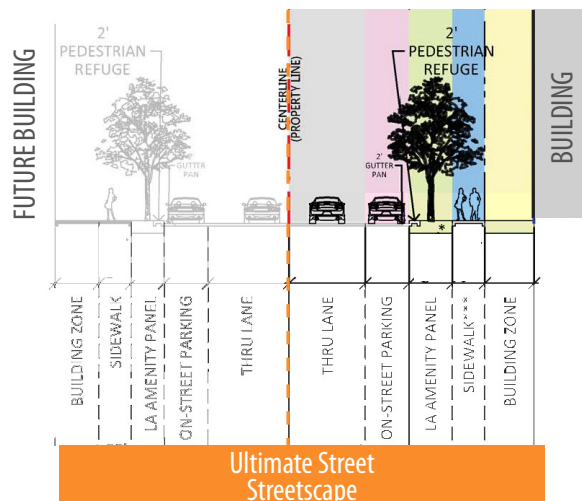 2'
PEDESTRIAN
REFUGE
2'
PEDESTRIAN
REFUGE
FUTURE BUILDING
CENTERLINE
(PROPERTY LINE)
BUILDING
2'
GUTTER
PAN
2'
GUTTER
PAN
*
BUILDING ZONE
SIDEWALK
LA AMENITY PANEL
ON-STREET PARKING
THRU LANE
THRU LANE
ON-STREET PARKING
LA AMENITY PANEL
SIDEWALK***
BUILDING ZONE
Ultimate Street
Streetscape